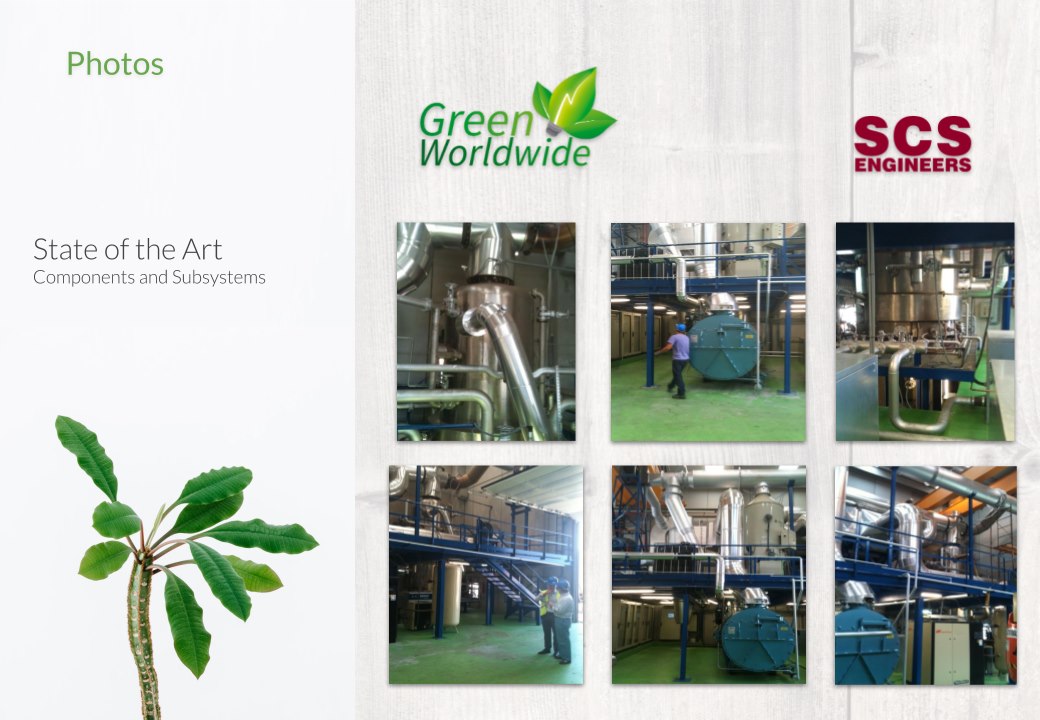 Photos
Green
Worldwide
SCS
ENGINEERS
State of the Art
Components and Subsystems